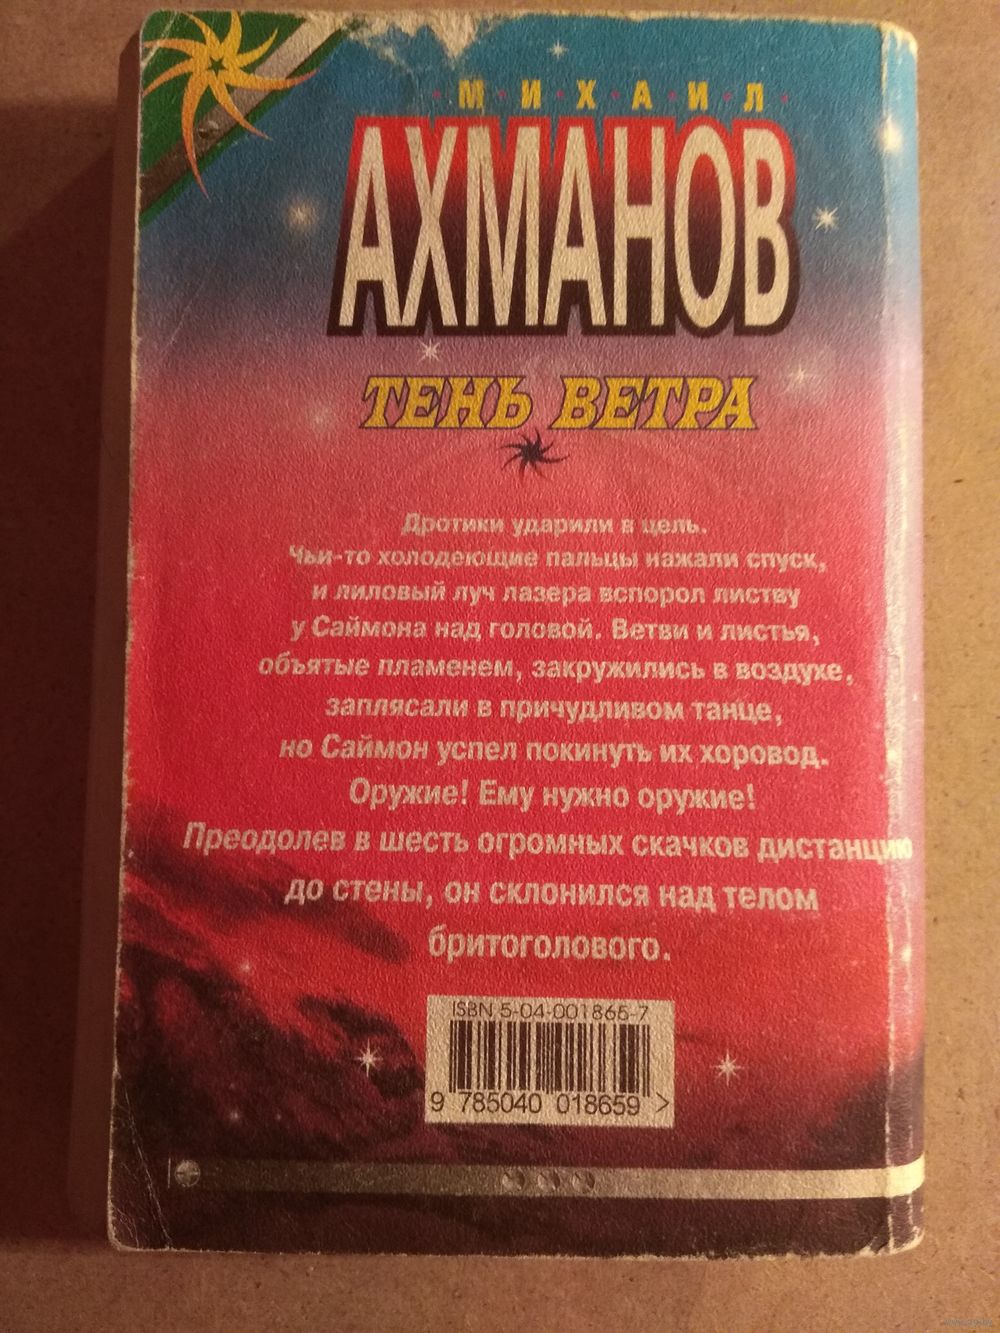 ·М·И·Х·А·И·Л·
АХМАНОВ
ТЕНЬ ВЕТРА
Дротики ударили в цель.
Чьи-то холодеющие пальцы нажали спуск,
и лиловый луч лазера вспорол листву
у Саймона над головой. Ветви и листья,
объятые пламенем, закружились в воздухе,
заплясали в причудливом танце,
но Саймон успел покинуть их хоровод.
Оружие! Ему нужно оружие!
Преодолев в шесть огромных скачков дистанцию
до стены, он склонился над телом
бритоголового.
ISBN 5-04-001865-7
9 785040 018659 >